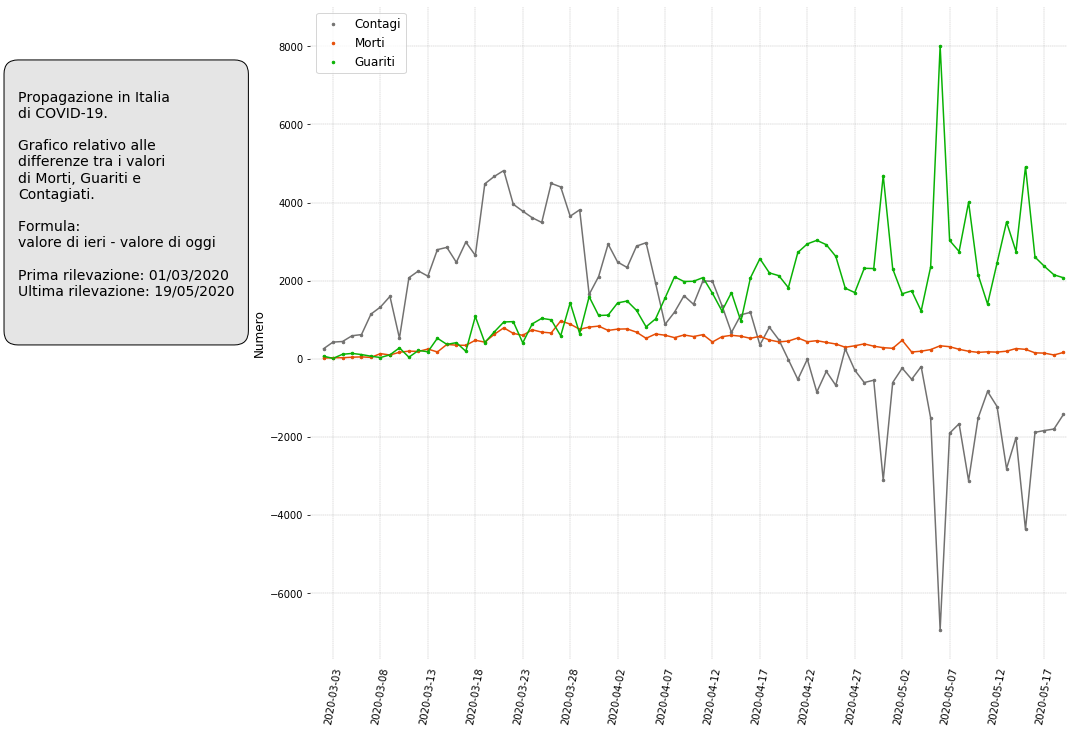 Propagazione in Italia
di COVID-19.
Grafico relativo alle
differenze tra i valori
di Morti, Guariti e
Contagiati.
Formula:
valore di ieri - valore di oggi
Prima rilevazione: 01/03/2020
Ultima rilevazione: 19/05/2020
Contagi
Morti
Guariti
Numero
8000
6000
4000
2000
0
−2000
−4000
−6000
2020-03-03
2020-03-08
2020-03-13
2020-03-18
2020-03-23
2020-03-28
2020-04-02
2020-04-07
2020-04-12
2020-04-17
2020-04-22
2020-04-27
2020-05-02
2020-05-07
2020-05-12
2020-05-17